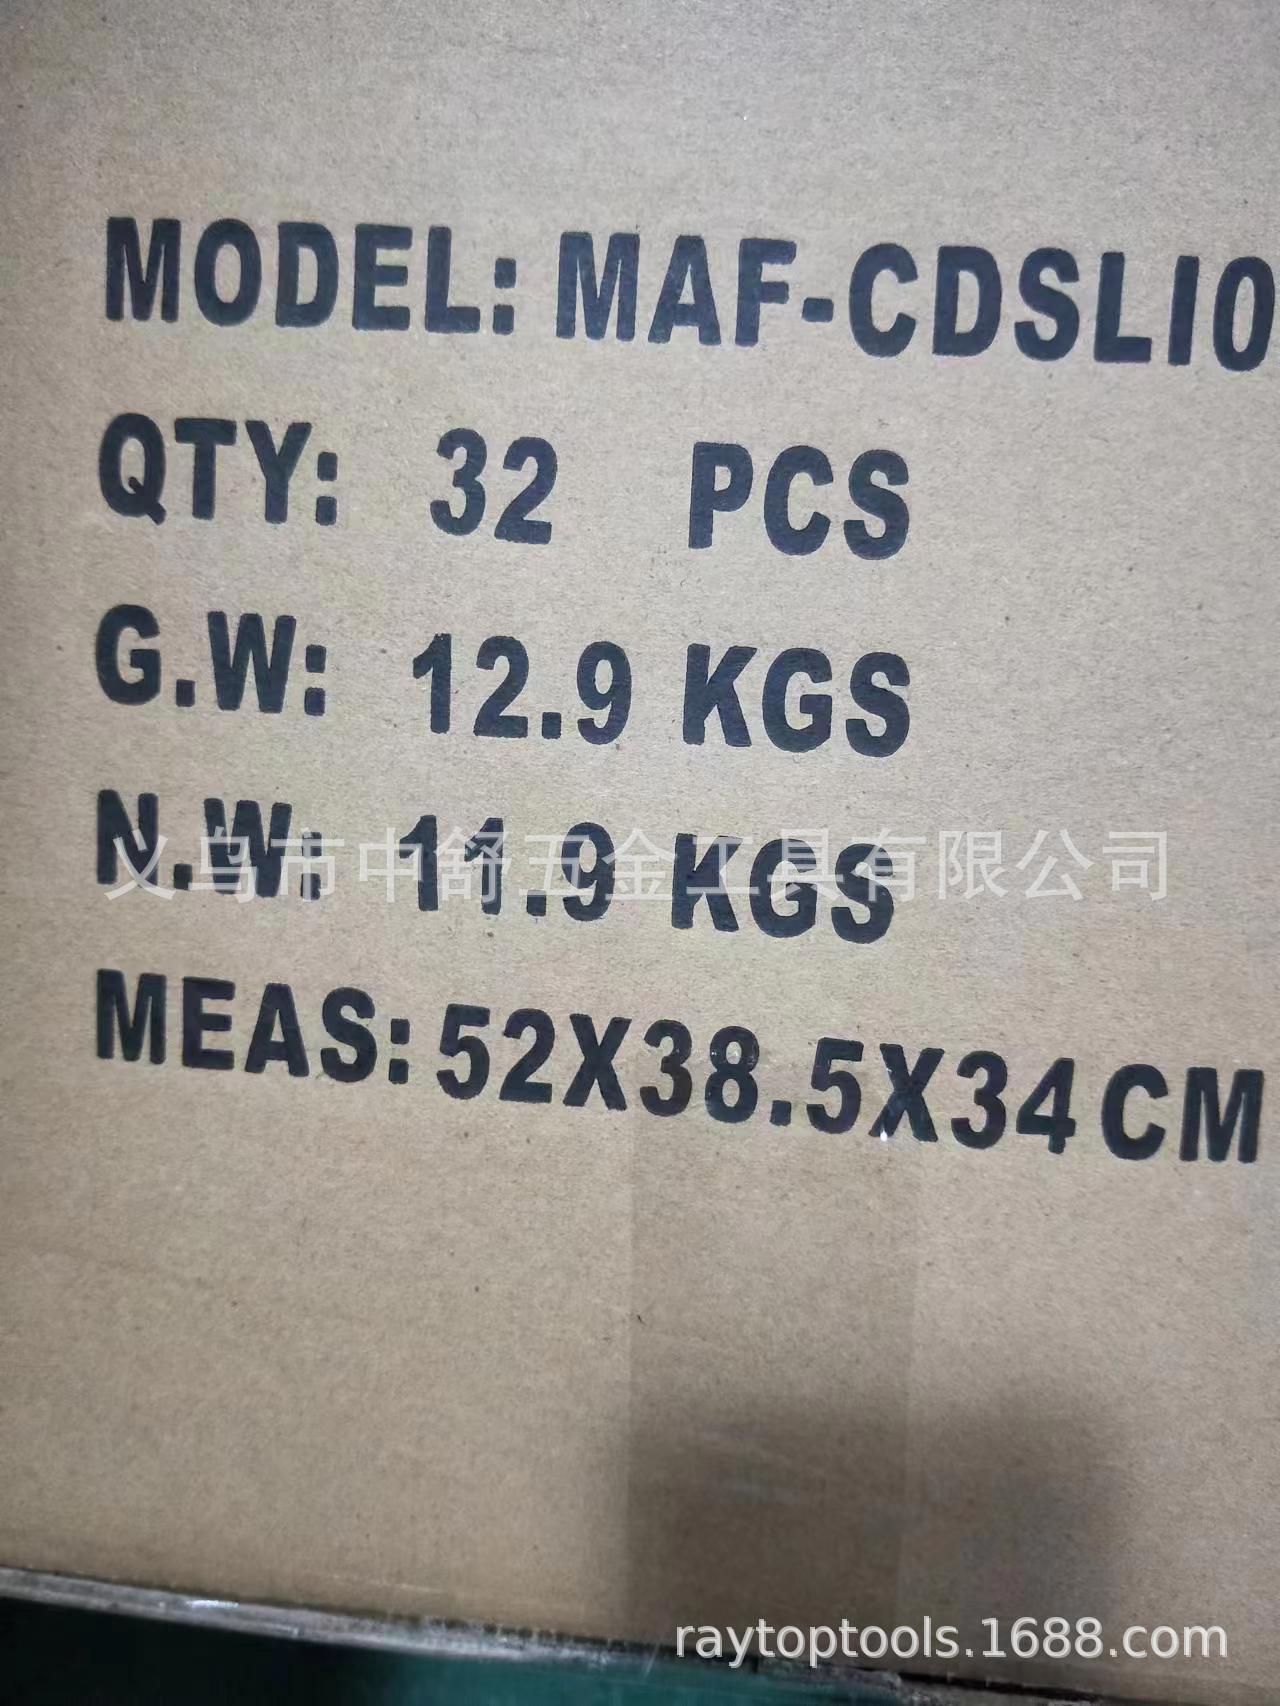 MODEL: MAF-CDSLI0
QTY: 32 PCS
G.W: 12.9 KGS
N.W: 11.9 KGS
义乌市中舒五金工具有限公司
MEAS: 52X38.5X34 CM
raytoptools.1688.com